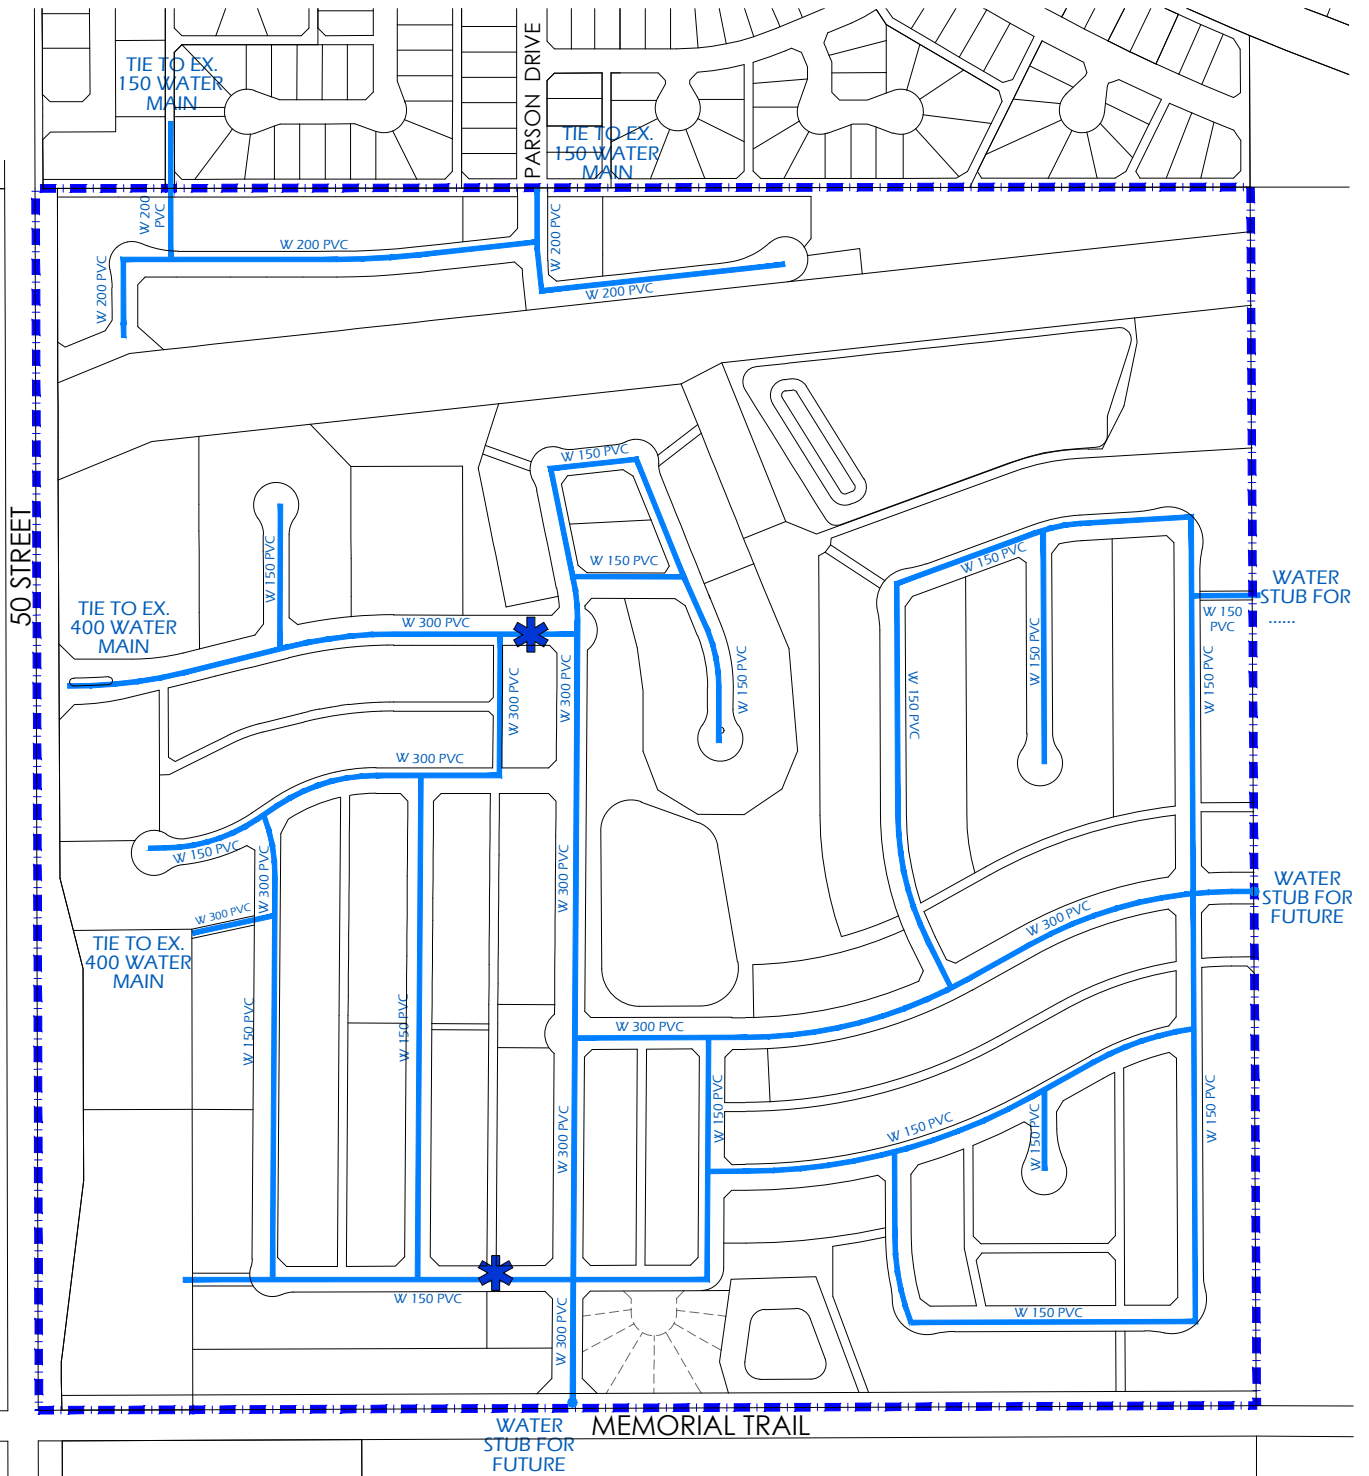 TIE TO EX.
150 WATER
MAIN
PARSON DRIVE
TIE TO EX.
150 WATER
MAIN
W 200
PVC
W 200 PVC
W 200 PVC
W 200 PVC
W 200 PVC
50 STREET
W 150 PVC
W 150 PVC
W 150 PVC
W 150 PVC
W 150 PVC
WATER
STUB FOR
......
W 150
PVC
TIE TO EX.
400 WATER
MAIN
W 300 PVC
W 300 PVC
W 300 PVC
W 150 PVC
W 150 PVC
W 150 PVC
W 150 PVC
W 300 PVC
W 150 PVC
W 300 PVC
W 300 PVC
W 300 PVC
W 300 PVC
WATER
STUB FOR
FUTURE
TIE TO EX.
400 WATER
MAIN
W 150 PVC
W 150 PVC
W 300 PVC
W 300 PVC
W 150 PVC
W 150 PVC
W 150 PVC
W 150 PVC
W 150 PVC
W 300 PVC
W 150 PVC
WATER
STUB FOR
FUTURE
MEMORIAL TRAIL